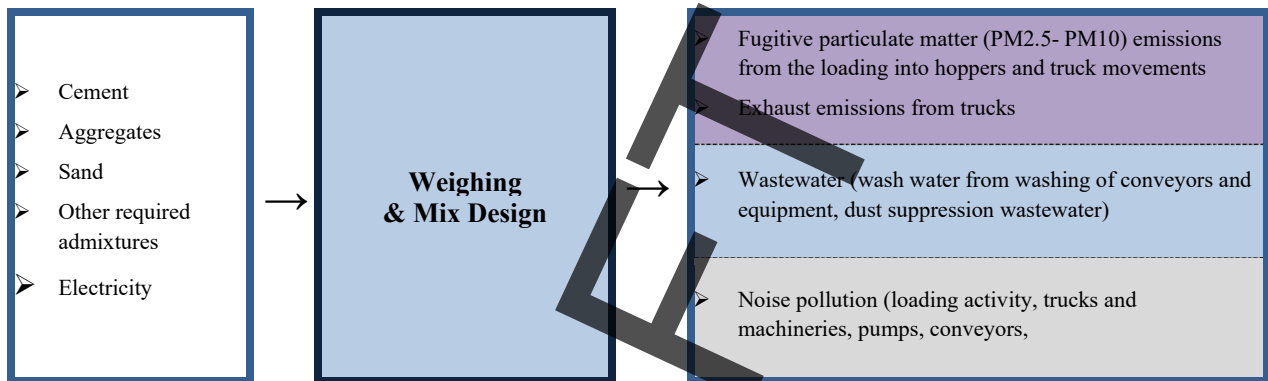 ➢ Cement
➢ Aggregates
➢ Sand
➢ Other required
admixtures
➢ Electricity
→
Weighing
& Mix Design
→
➢ Fugitive particulate matter (PM2.5- PM10) emissions
from the loading into hoppers and truck movements
➢ Exhaust emissions from trucks
➢ Wastewater (wash water from washing of conveyors and
equipment, dust suppression wastewater)
➢ Noise pollution (loading activity, trucks and
machineries, pumps, conveyors,